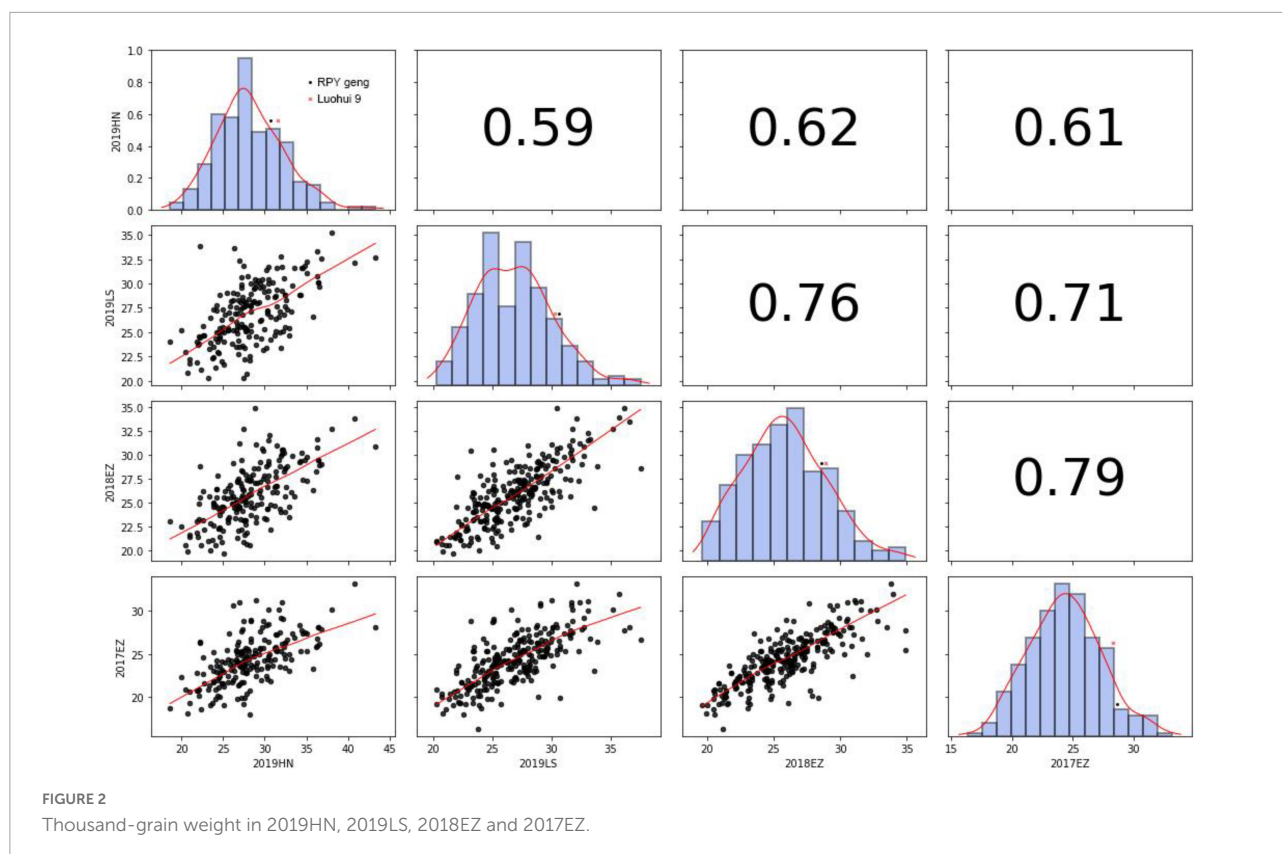 1.0
0.8
0.6
0.4
0.2
0.0
2019HN
RPY geng
Luohui 9
0.59
0.62
0.61
35.0
32.5
30.0
27.5
25.0
22.5
20.0
2019LS
0.76
0.71
35.0
32.5
30.0
27.5
25.0
22.5
20.0
2018EZ
0.79
30
25
20
2017EZ
20 25 30 35 40 45
2019HN
20 25 30 35
2019LS
20 25 30 35
2018EZ
15 20 25 30
2017EZ
FIGURE 2
Thousand-grain weight in 2019HN, 2019LS, 2018EZ and 2017EZ.